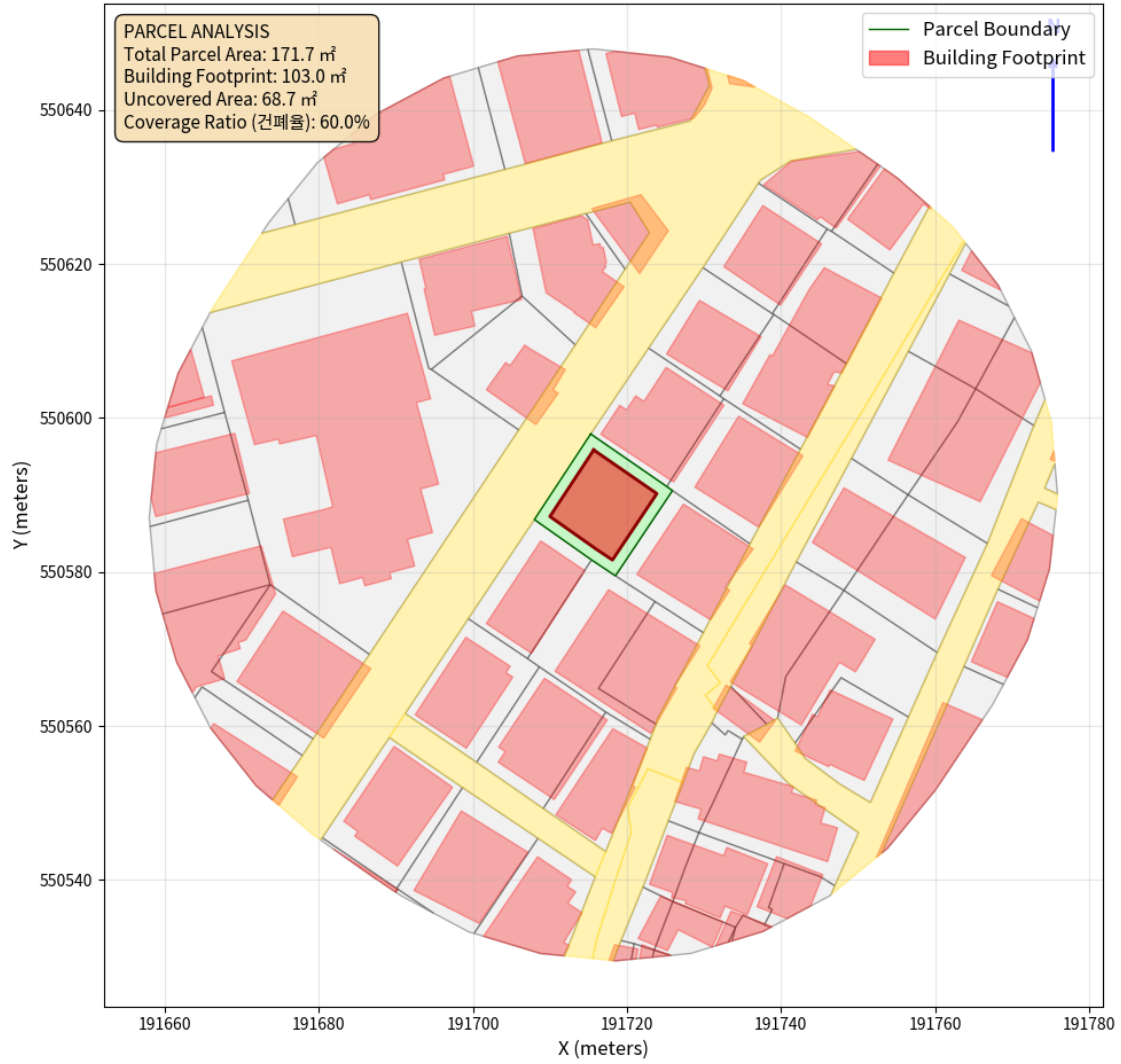 PARCEL ANALYSIS
Total Parcel Area: 171.7 ㎡
Building Footprint: 103.0 ㎡
Uncovered Area: 68.7 ㎡
Coverage Ratio (건폐율): 60.0%
Parcel Boundary
Building Footprint
N
Y (meters)
550640
550620
550600
550580
550560
550540
191660 191680 191700 191720 191740 191760 191780
X (meters)